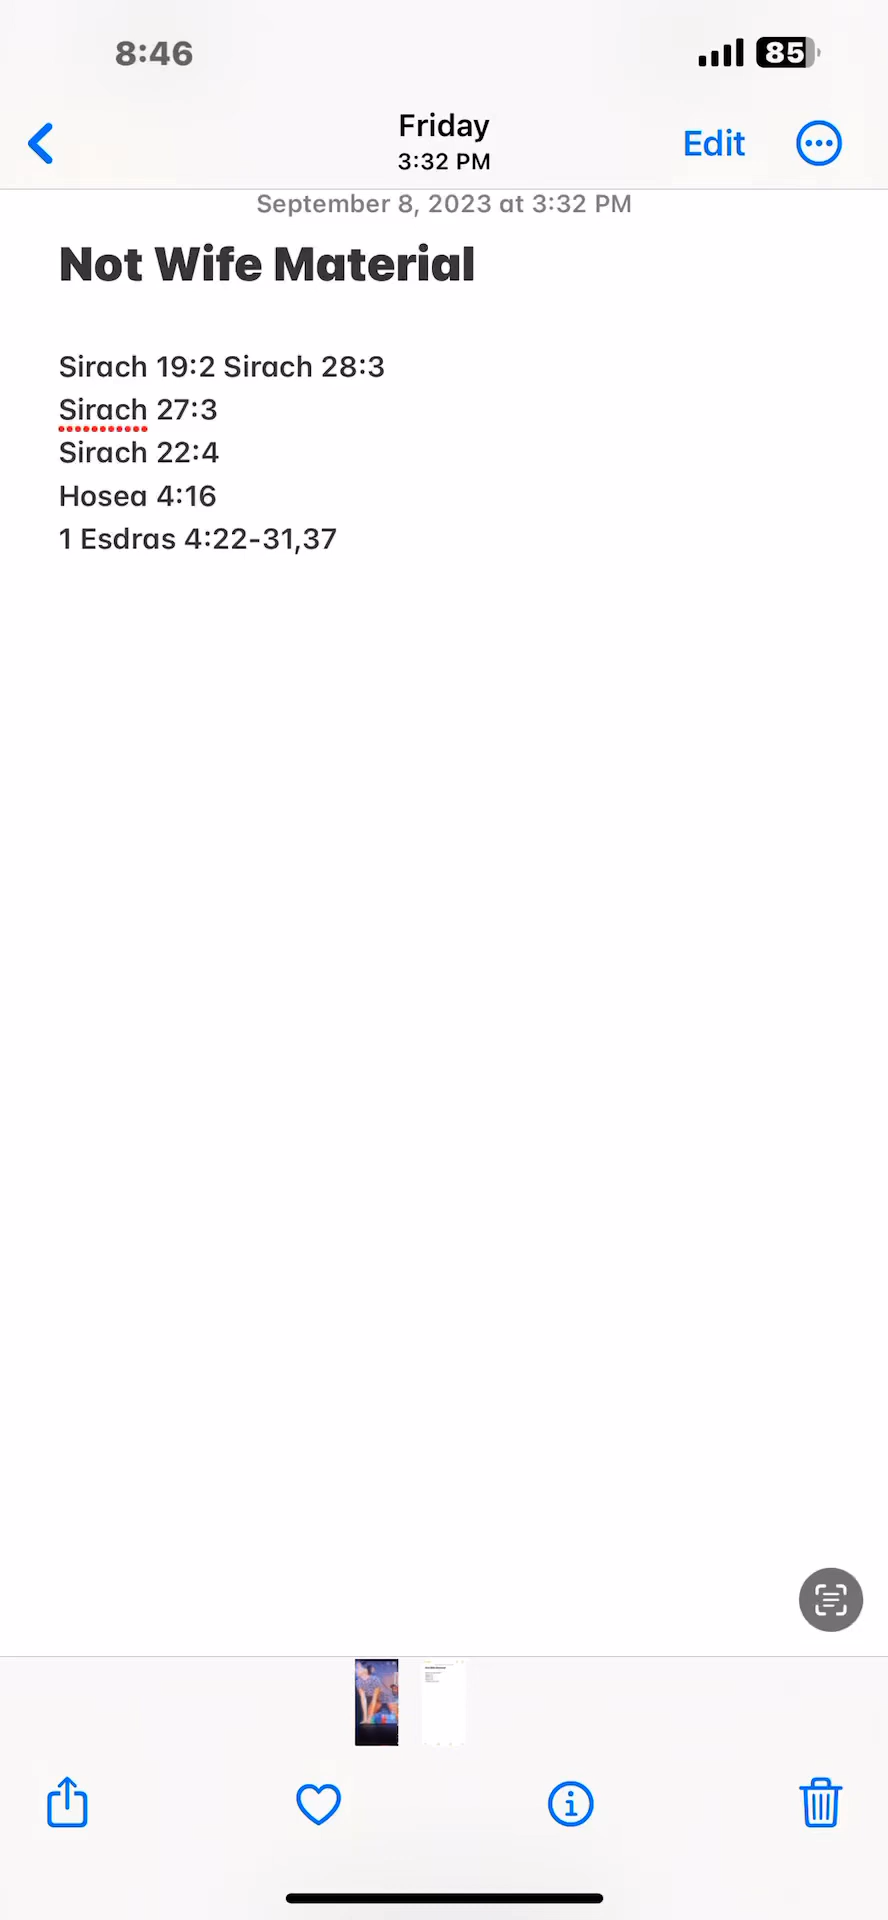 8:46
85
Friday
3:32 PM
Edit
September 8, 2023 at 3:32 PM
Not Wife Material
Sirach 19:2 Sirach 28:3
Sirach 27:3
Sirach 22:4
Hosea 4:16
1 Esdras 4:22-31,37